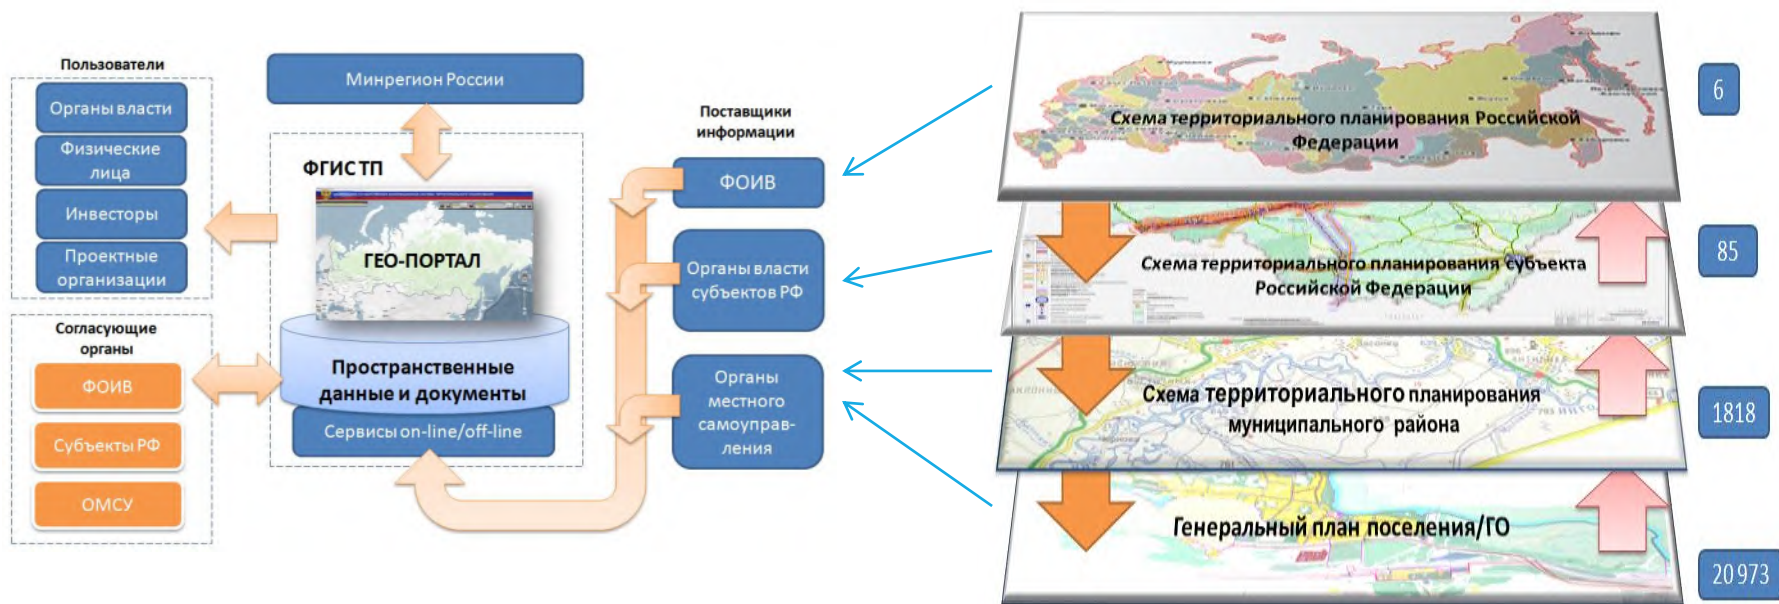 Пользователи
Органы власти
Физические
лица
Инвесторы
Проектные
организации
Согласующие
органы
ФОИВ
Субъекты РФ
ОМСУ
Минрегион России
ФГИС ТП
ГЕО-ПОРТАЛ
Пространственные
данные и документы
Сервисы on-line/off-line
Поставщики
информации
ФОИВ
Органы власти
субъектов РФ
Органы
местного
самоуправ-
ления
Схема территориального планирования Российской
Федерации
6
Схема территориального планирования субъекта
Российской Федерации
85
Схема территориального планирования
муниципального района
1818
Генеральный план поселения/ГО
20 973